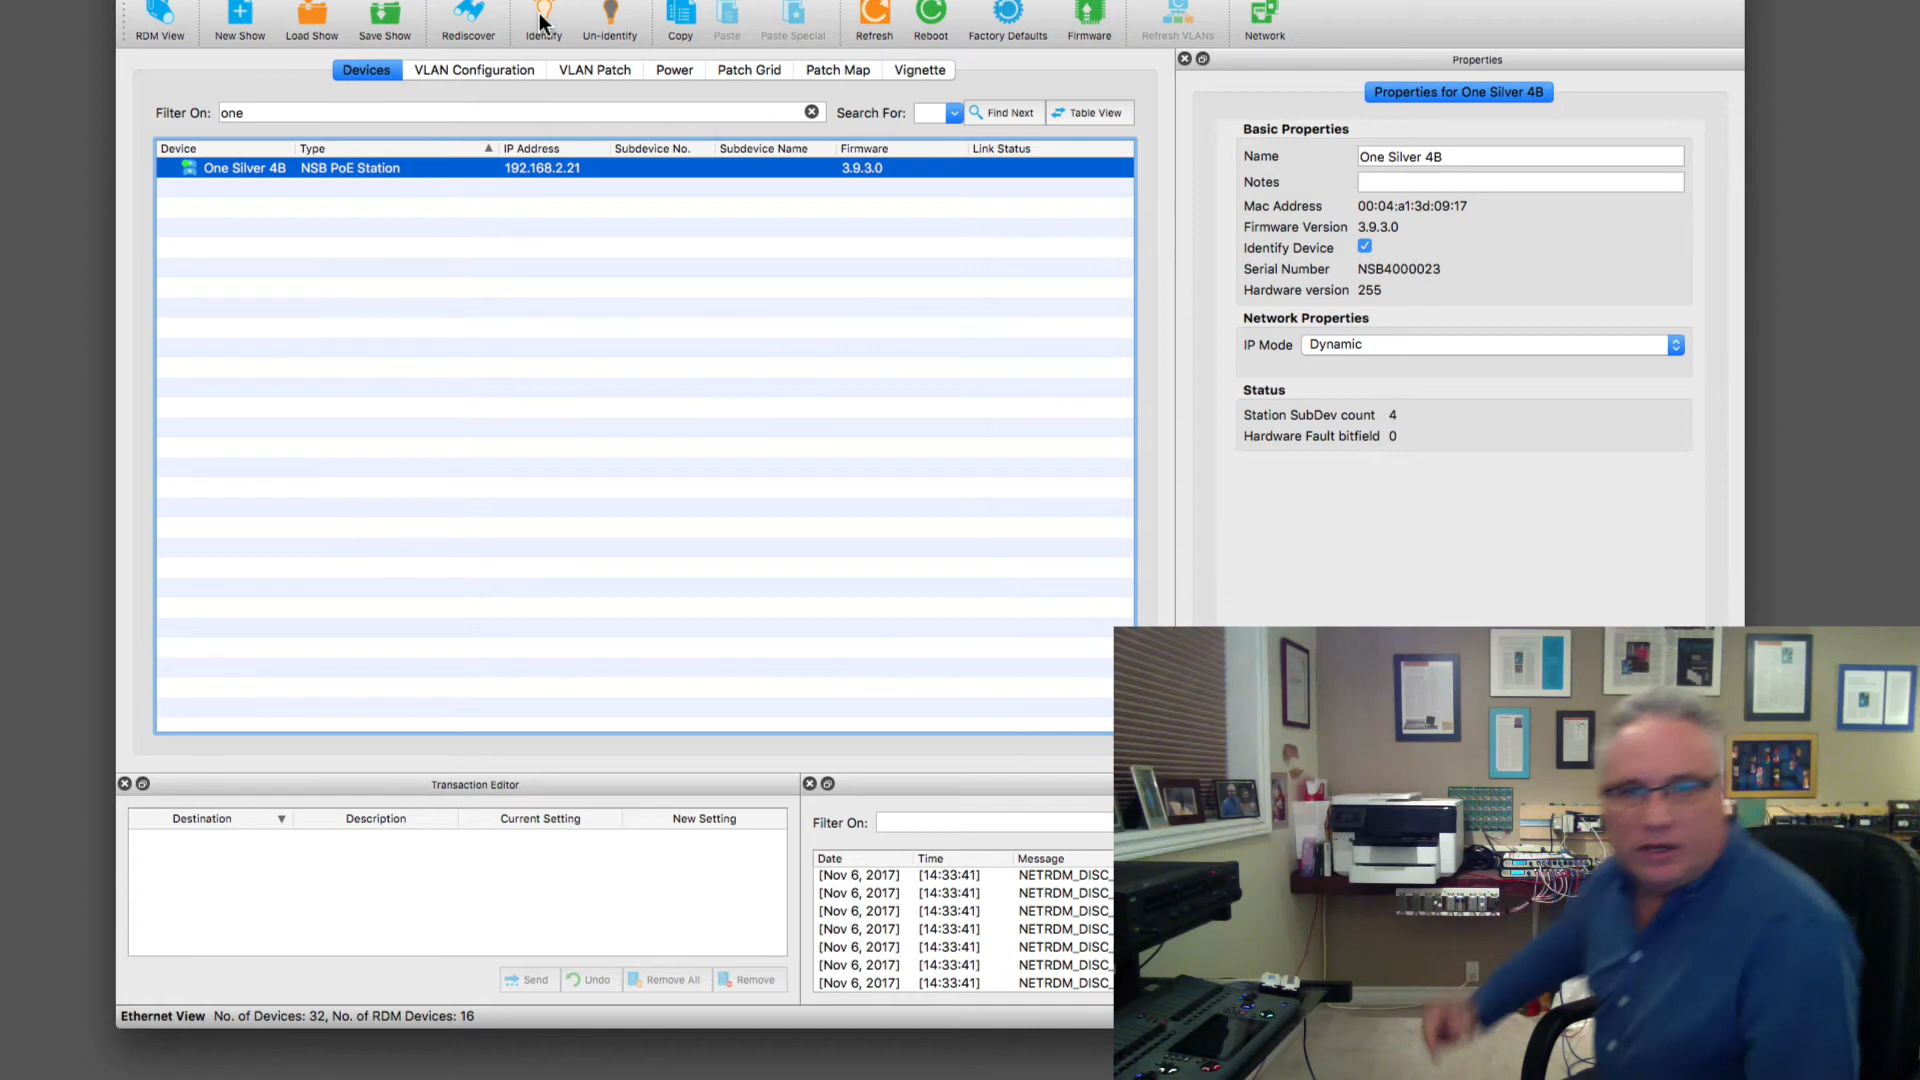 RDM View New Show Load Show Save Show Rediscover Identify Un-identify Copy Paste Paste Special Refresh Reboot Factory Defaults Firmware Refresh VLANs Network
Properties
Devices VLAN Configuration VLAN Patch Power Patch Grid Patch Map Vignette
Properties for One Silver 4B
Filter On: one Search For: Find Next Table View
Device Type IP Address Subdevice No. Subdevice Name Firmware Link Status
One Silver 4B NSB PoE Station 192.168.2.21 3.9.3.0
Basic Properties
Name One Silver 4B
Notes
Mac Address 00:04:a1:3d:09:17
Firmware Version 3.9.3.0
Identify Device
Serial Number NSB4000023
Hardware version 255
Network Properties
IP Mode Dynamic
Status
Station SubDev count 4
Hardware Fault bitfield 0
Transaction Editor
Destination Description Current Setting New Setting
Send Undo Remove All Remove
Filter On:
Date Time Message
[Nov 6, 2017] [14:33:41] NETRDM_DISC_
[Nov 6, 2017] [14:33:41] NETRDM_DISC_
[Nov 6, 2017] [14:33:41] NETRDM_DISC_
[Nov 6, 2017] [14:33:41] NETRDM_DISC_
[Nov 6, 2017] [14:33:41] NETRDM_DISC_
[Nov 6, 2017] [14:33:41] NETRDM_DISC_
[Nov 6, 2017] [14:33:41] NETRDM_DISC_
Ethernet View No. of Devices: 32, No. of RDM Devices: 16